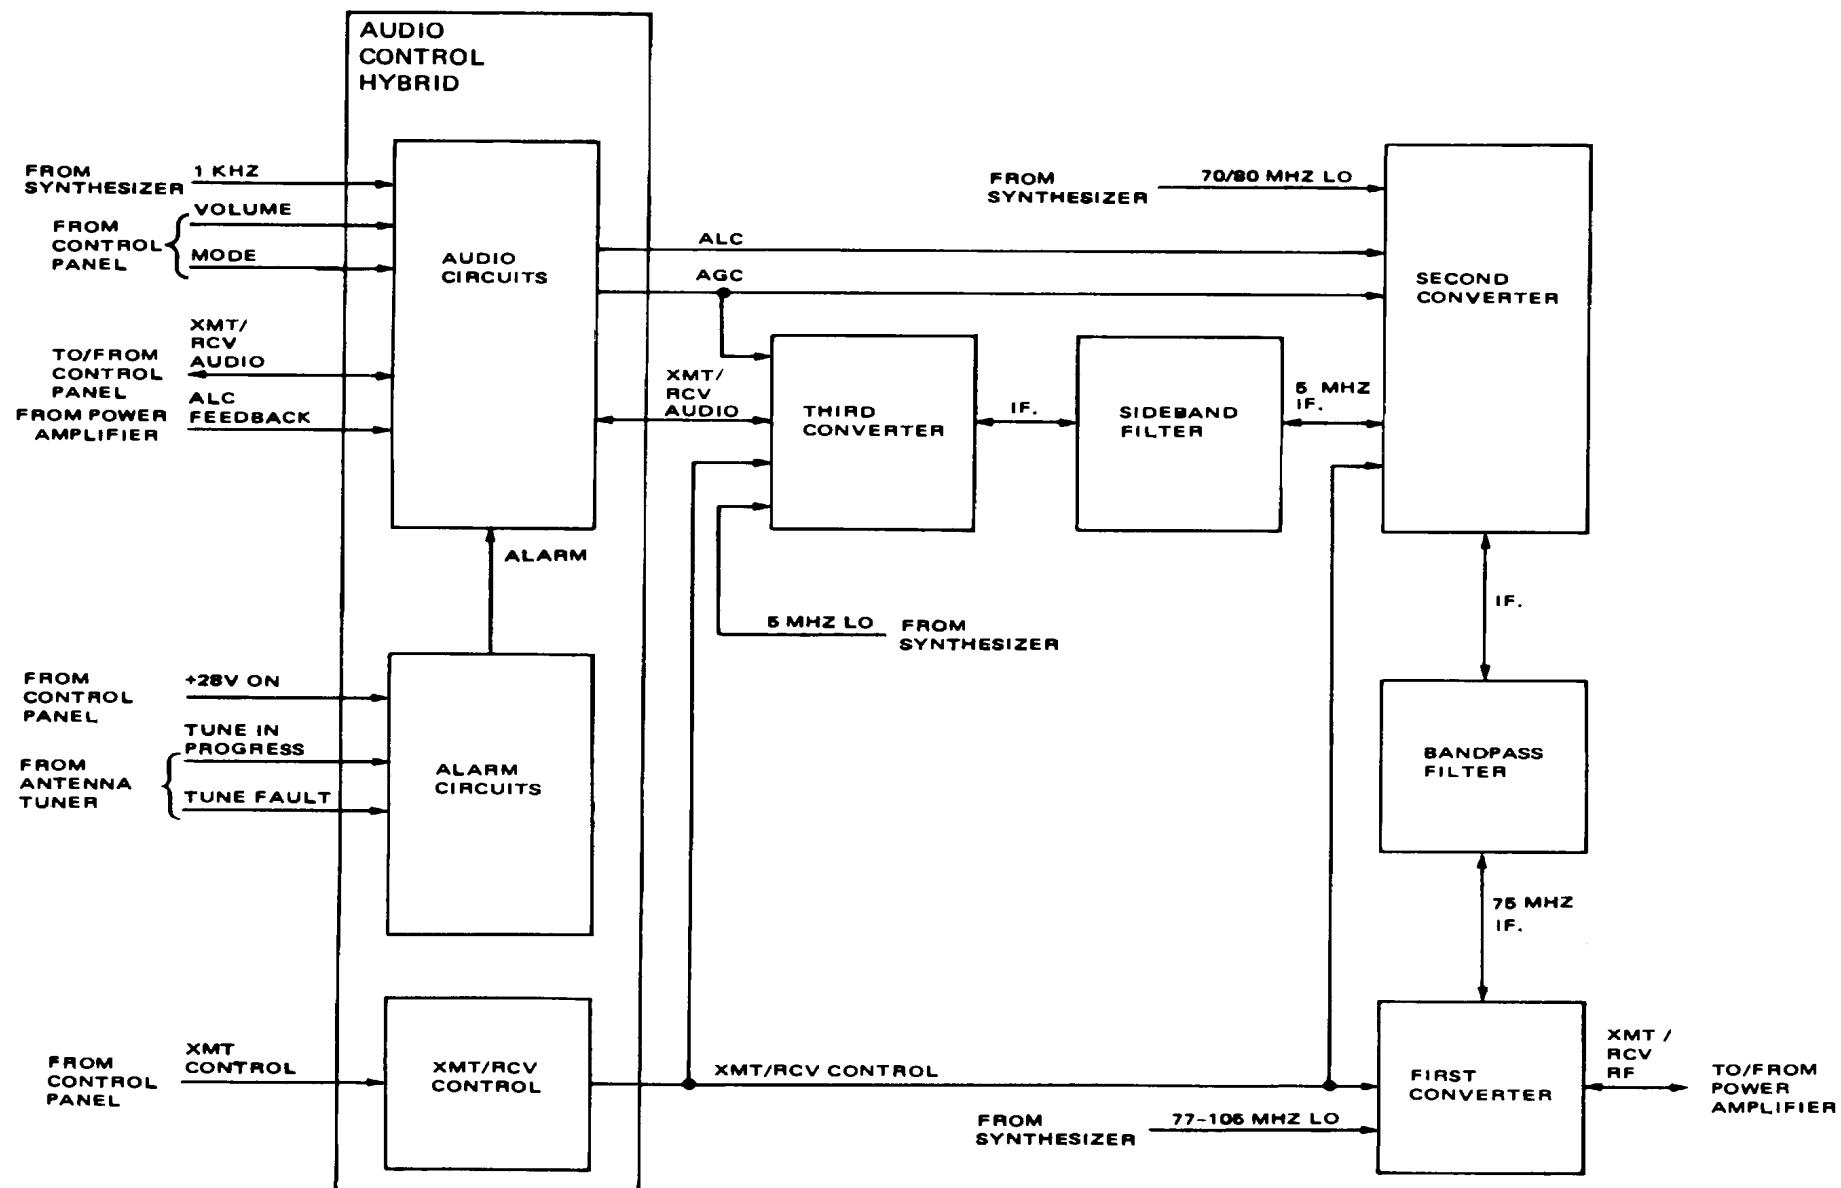 AUDIO
CONTROL
HYBRID
FROM
SYNTHESIZER
1 KHZ
FROM
CONTROL
PANEL
VOLUME
MODE
AUDIO
CIRCUITS
TO/FROM
CONTROL
PANEL
XMT/
RCV
AUDIO
FROM POWER
AMPLIFIER
ALC
FEEDBACK
ALC
AGC
FROM
SYNTHESIZER
70/80 MHZ LO
SECOND
CONVERTER
XMT/
RCV
AUDIO
THIRD
CONVERTER
IF.
SIDEBAND
FILTER
5 MHZ
IF.
ALARM
5 MHZ LO
FROM
SYNTHESIZER
IF.
FROM
CONTROL
PANEL
+28V ON
FROM
ANTENNA
TUNER
TUNE IN
PROGRESS
TUNE FAULT
ALARM
CIRCUITS
BANDPASS
FILTER
75 MHZ
IF.
FROM
CONTROL
PANEL
XMT
CONTROL
XMT/RCV
CONTROL
XMT/RCV CONTROL
FROM
SYNTHESIZER
77-105 MHZ LO
FIRST
CONVERTER
XMT /
RCV
RF
TO/FROM
POWER
AMPLIFIER